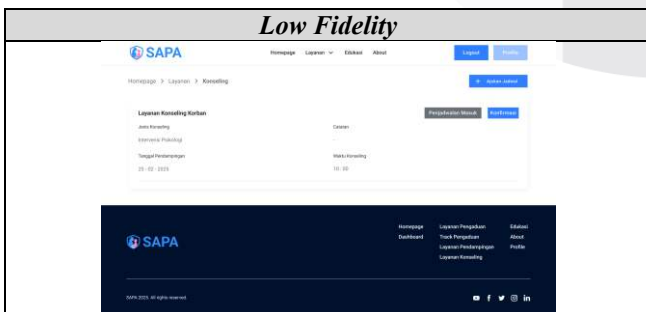 Low Fidelity
SAPA
Homepage Layanan Edukasi About Logout Profile
Homepage > Layanan > Konseling + Ajukan Jadwal
Layanan Konseling Korban Penjadwalan Masuk Konfirmasi
Jenis Konseling Catatan
Intervensi Psikologi -
Tanggal Pendampingan Waktu Konseling
25 - 02 - 2025 10 : 00
Homepage Layanan Pengaduan Edukasi
Dashboard Track Pengaduan About
SAPA Layanan Pendampingan Profile
Layanan Konseling
SAPA 2025. All rights reserved.